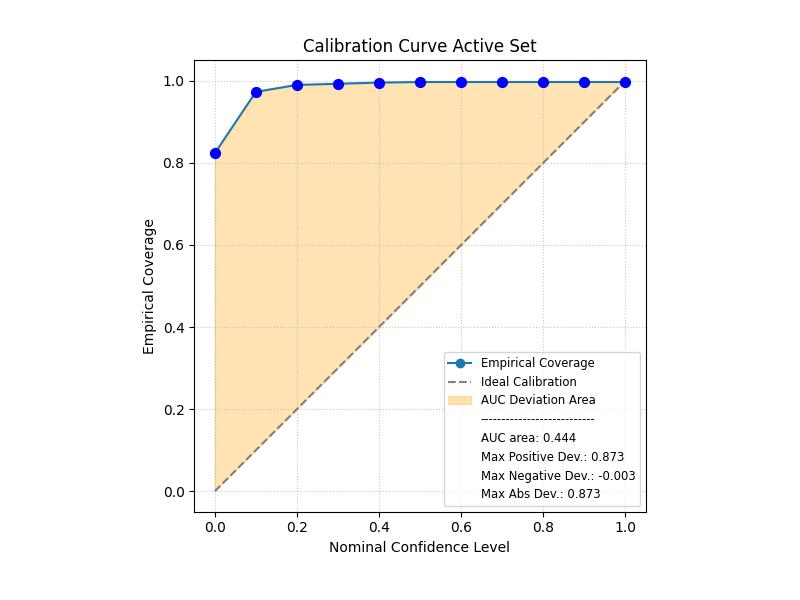 Calibration Curve Active Set
1.0
0.8
0.6
0.4
0.2
0.0
Empirical Coverage
0.0 0.2 0.4 0.6 0.8 1.0
Nominal Confidence Level
Empirical Coverage
Ideal Calibration
AUC Deviation Area
---------------------------
AUC area: 0.444
Max Positive Dev.: 0.873
Max Negative Dev.: -0.003
Max Abs Dev.: 0.873